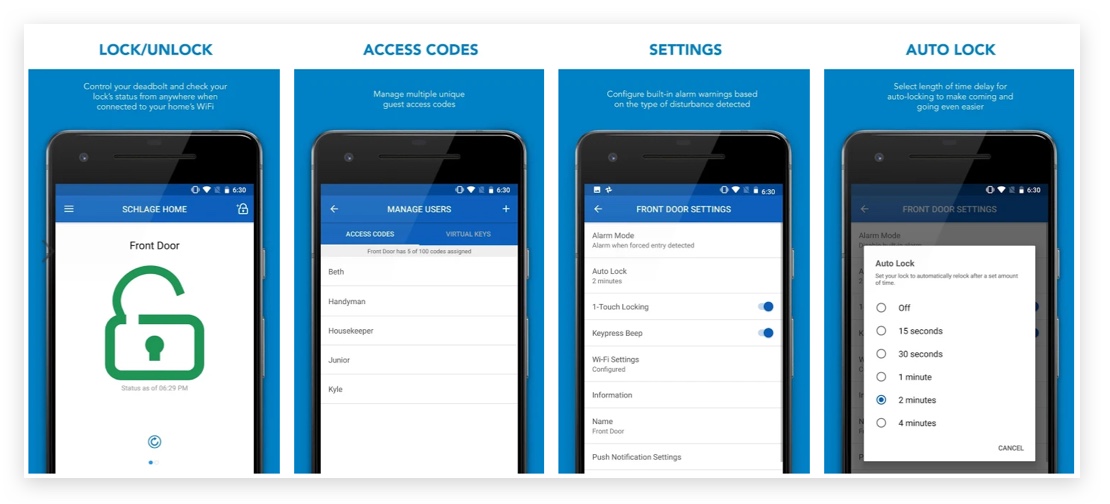 LOCK/UNLOCK
Control your deadbolt and check your
lock's status from anywhere when
connected to your home's WiFi
6:30
SCHLAGE HOME
Front Door
Status as of 06:29 PM
ACCESS CODES
Manage multiple unique
guest access codes
6:30
MANAGE USERS
ACCESS CODES VIRTUAL KEYS
Front Door has 5 of 100 codes assigned
Beth
Handyman
Housekeeper
Junior
Kyle
SETTINGS
Configure built-in alarm warnings based
on the type of disturbance detected
6:30
FRONT DOOR SETTINGS
Alarm Mode
Alarm when forced entry detected
Auto Lock
2 minutes
1-Touch Locking
Keypress Beep
Wi-Fi Settings
Configured
Information
Name
Front Door
Push Notification Settings
AUTO LOCK
Select length of time delay for
auto-locking to make coming and
going even easier
6:30
FRONT DOOR SETTINGS
Alarm Mode
Auto Lock
Set your lock to automatically relock after a set amount
of time.
Off
15 seconds
30 seconds
1 minute
2 minutes
4 minutes
CANCEL